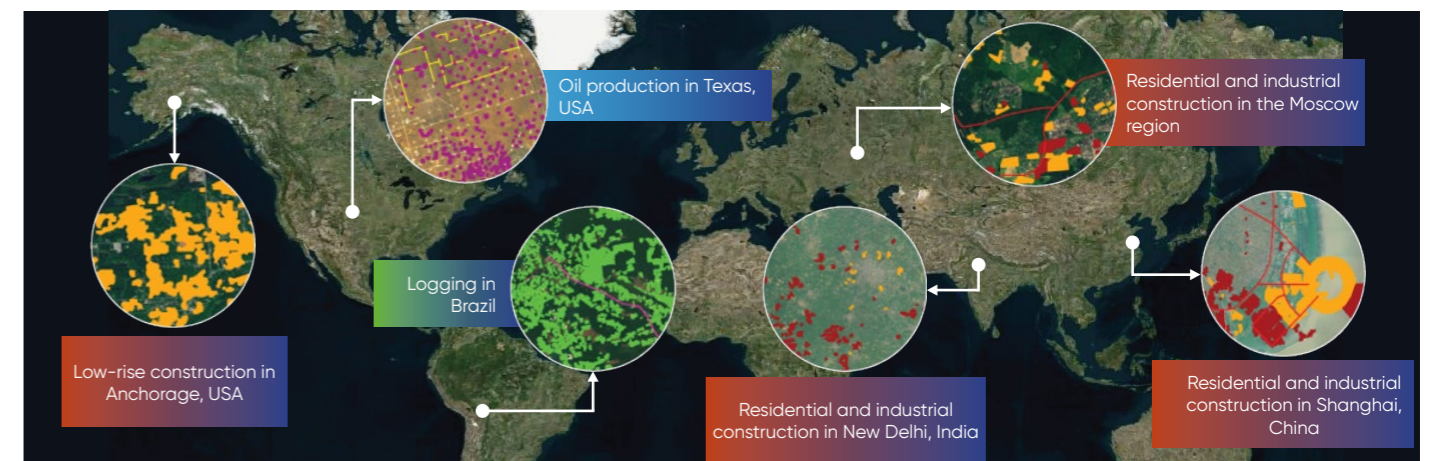 Oil production in Texas,
USA
Residential and industrial
construction in the Moscow
region
Logging in
Brazil
Low-rise construction in
Anchorage, USA
Residential and industrial
construction in New Delhi, India
Residential and industrial
construction in Shanghai,
China